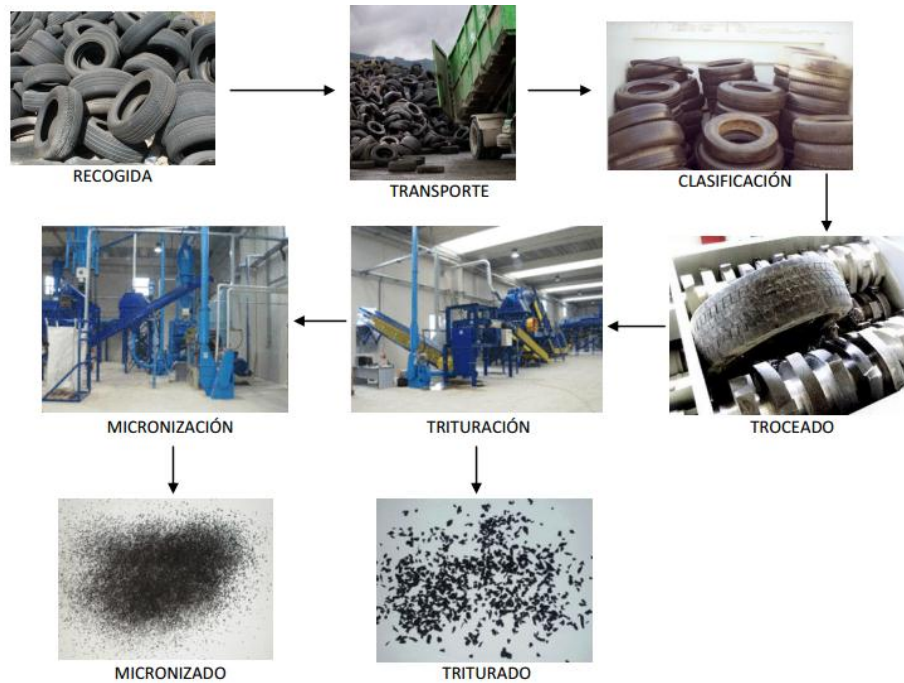 RECOGIDA
TRANSPORTE
CLASIFICACIÓN
MICRONIZACIÓN
TRITURACIÓN
TROCEADO
MICRONIZADO
TRITURADO